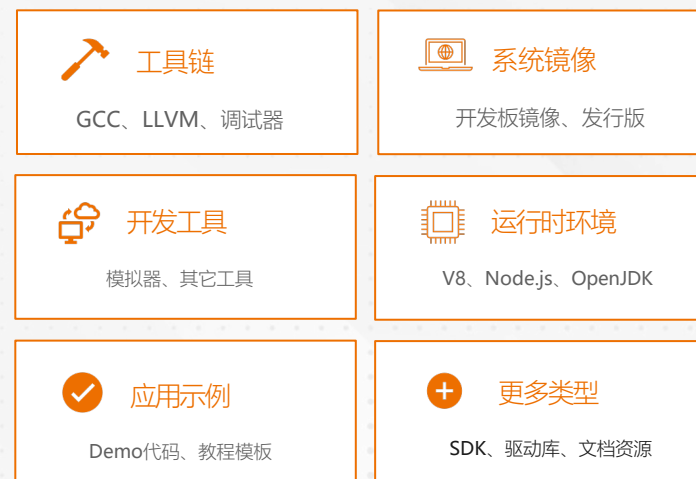 工具链
GCC、LLVM、调试器
系统镜像
开发板镜像、发行版
开发工具
模拟器、其它工具
运行时环境
V8、Node.js、OpenJDK
应用示例
Demo代码、教程模板
更多类型
SDK、驱动库、文档资源